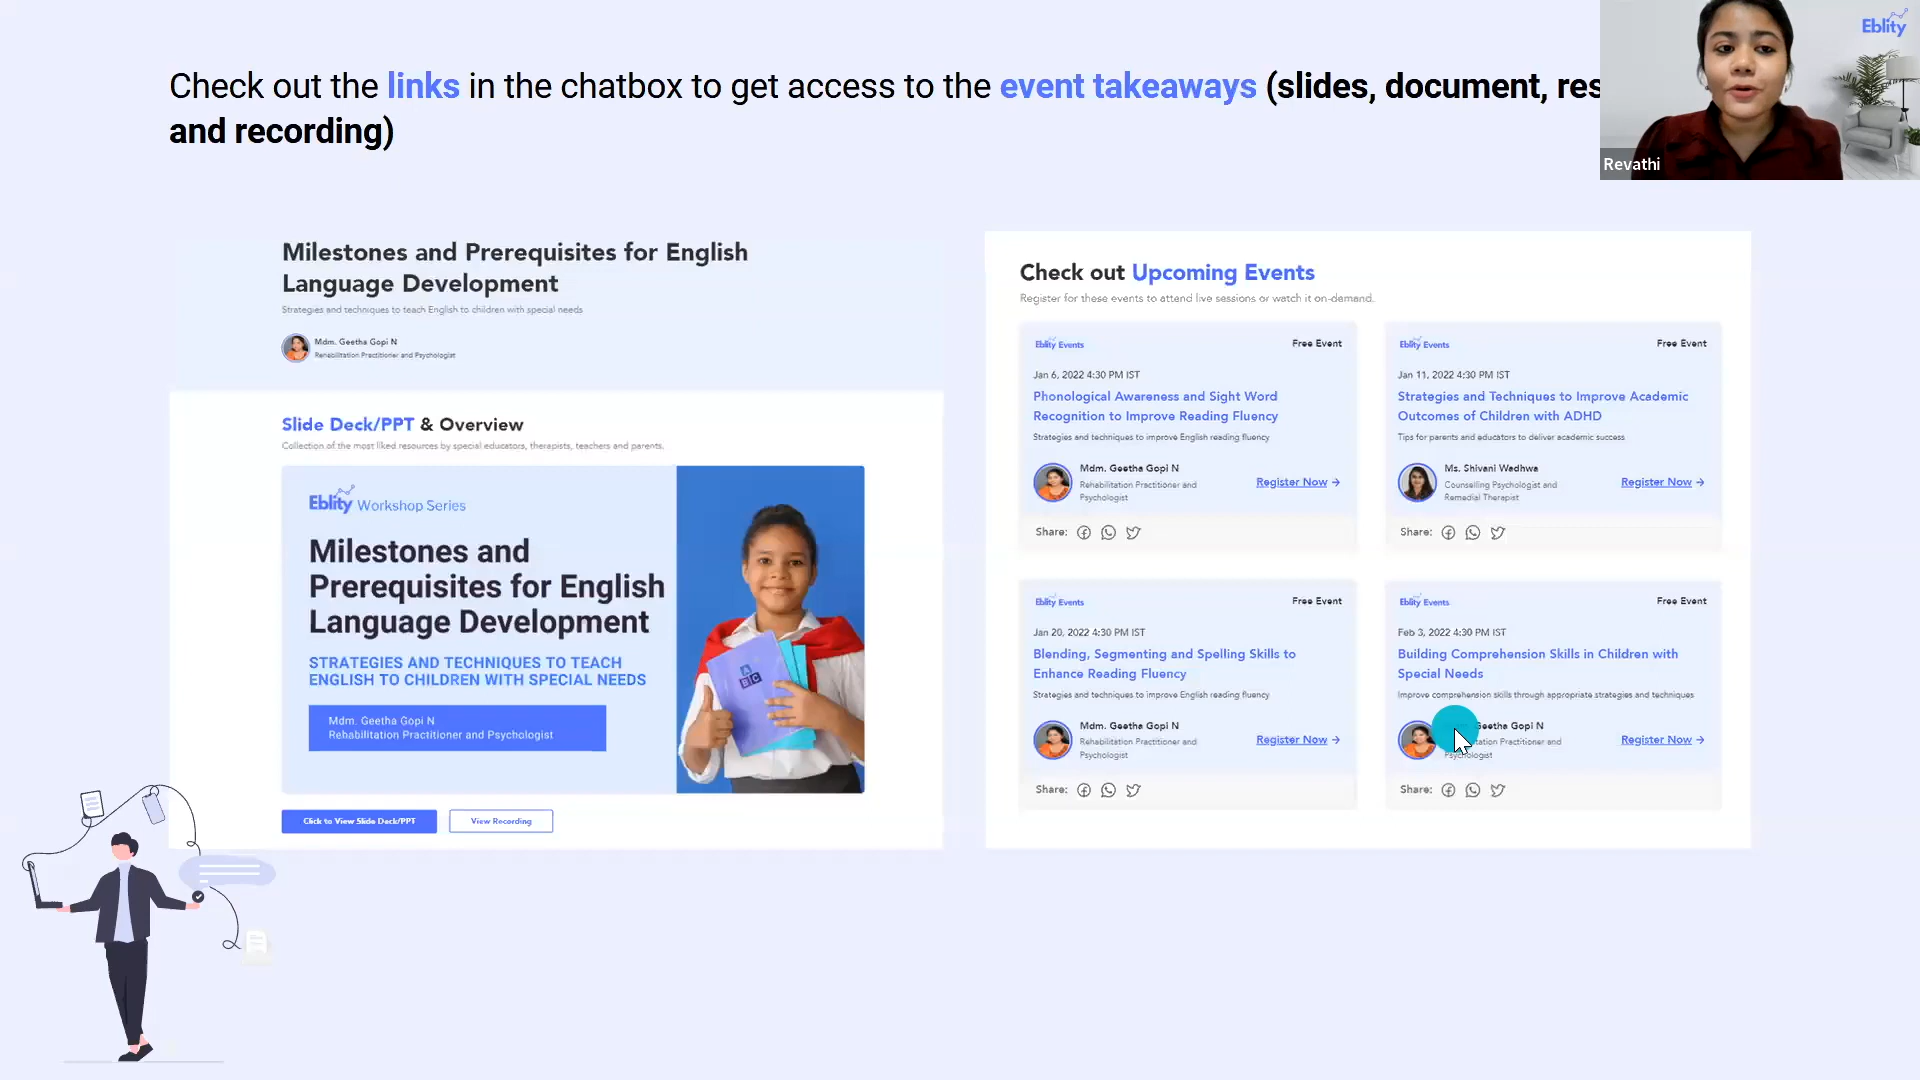 Check out the links in the chatbox to get access to the event takeaways (slides, document, res
and recording)
Eblity
Revathi
Milestones and Prerequisites for English
Language Development
Strategies and techniques to teach English to children with special needs
Mdm. Geetha Gopi N
Rehabilitation Practitioner and Psychologist
Slide Deck/PPT & Overview
Collection of the most liked resources by special educators, therapists, teachers and parents.
Eblity Workshop Series
Milestones and
Prerequisites for English
Language Development
STRATEGIES AND TECHNIQUES TO TEACH
ENGLISH TO CHILDREN WITH SPECIAL NEEDS
Mdm. Geetha Gopi N
Rehabilitation Practitioner and Psychologist
A
BC
Click to View Slide Deck/PPT
View Recording
Check out Upcoming Events
Register for these events to attend live sessions or watch it on-demand.
Eblity Events
Free Event
Jan 6, 2022 4:30 PM IST
Phonological Awareness and Sight Word
Recognition to Improve Reading Fluency
Strategies and techniques to improve English reading fluency
Mdm. Geetha Gopi N
Rehabilitation Practitioner and
Psychologist
Register Now →
Share:
Eblity Events
Free Event
Jan 11, 2022 4:30 PM IST
Strategies and Techniques to Improve Academic
Outcomes of Children with ADHD
Tips for parents and educators to deliver academic success
Ms. Shivani Wadhwa
Counselling Psychologist and
Remedial Therapist
Register Now →
Share:
Eblity Events
Free Event
Jan 20, 2022 4:30 PM IST
Blending, Segmenting and Spelling Skills to
Enhance Reading Fluency
Strategies and techniques to improve English reading fluency
Mdm. Geetha Gopi N
Rehabilitation Practitioner and
Psychologist
Register Now →
Share:
Eblity Events
Free Event
Feb 3, 2022 4:30 PM IST
Building Comprehension Skills in Children with
Special Needs
Improve comprehension skills through appropriate strategies and techniques
Geetha Gopi N
Practitioner and
Psychologist
Register Now →
Share: